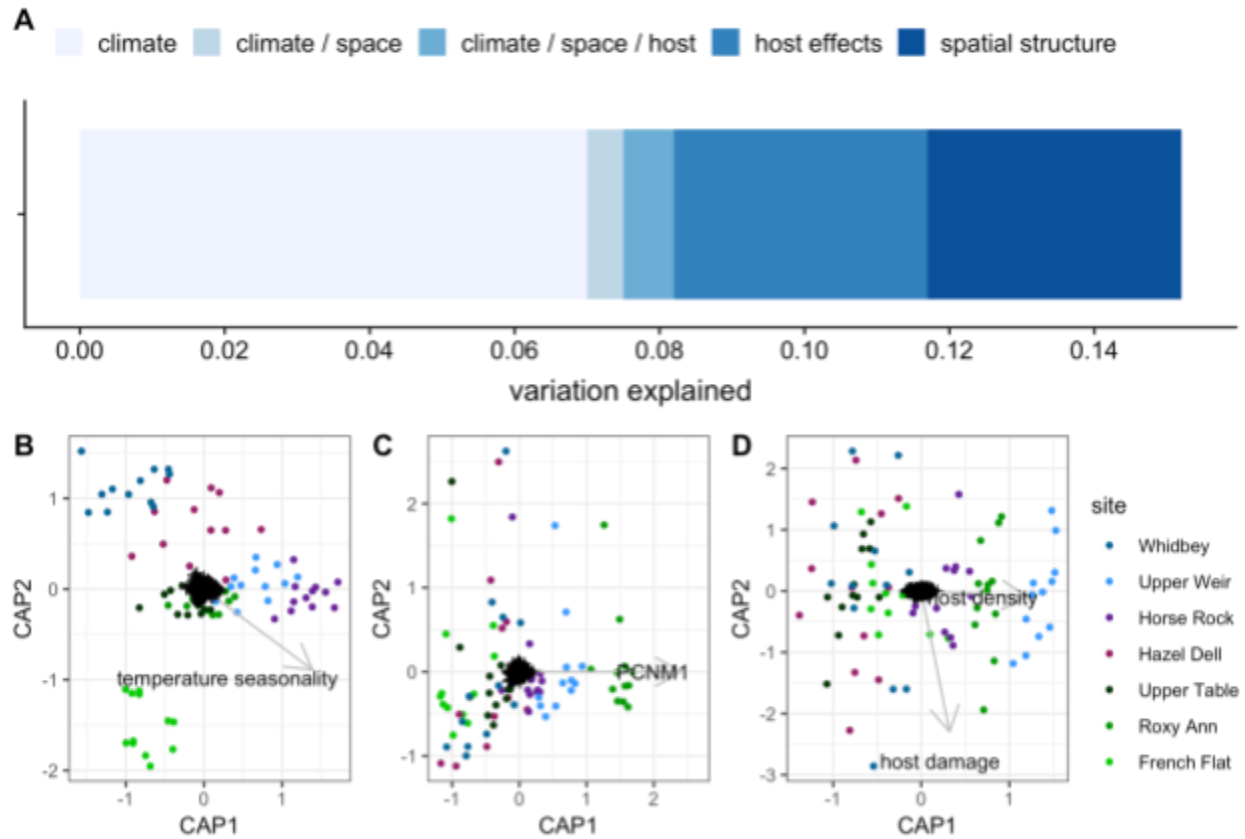 A
climate climate / space climate / space / host host effects spatial structure
0.00 0.02 0.04 0.06 0.08 0.10 0.12 0.14
variation explained
B
CAP2
1
0
-1
-2
temperature seasonality
-1 0 1
CAP1
C
CAP2
2
1
0
-1
PCNM1
-1 0 1 2
CAP1
D
CAP2
2
1
0
-1
-2
-3
host density
host damage
-1 0 1
CAP1
site
Whidbey
Upper Weir
Horse Rock
Hazel Dell
Upper Table
Roxy Ann
French Flat